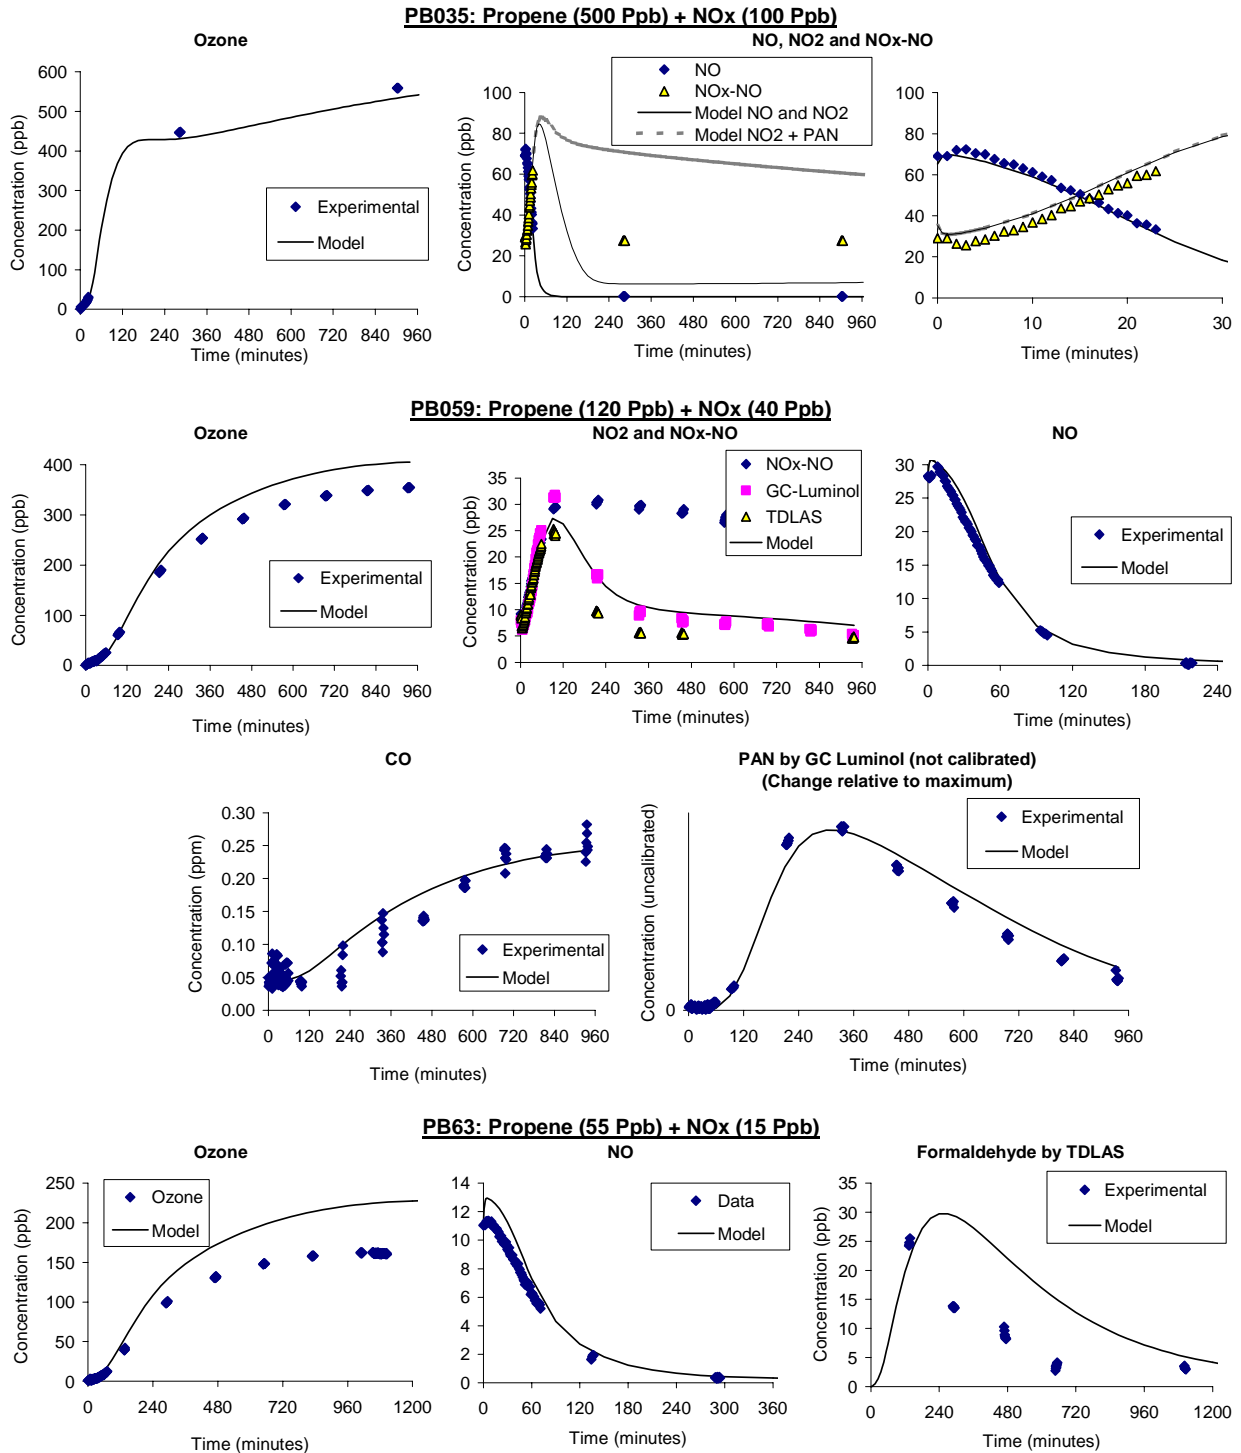 PB035: Propene (500 Ppb) + NOx (100 Ppb)
Ozone
NO, NO2 and NOx-NO
Concentration (ppb)
600
500
400
300
200
100
0
Experimental
Model
0 120 240 360 480 600 720 840 960
Time (minutes)
NO
NOx-NO
Model NO and NO2
Model NO2 + PAN
Concentration (ppb)
100
80
60
40
20
0
0 120 240 360 480 600 720 840 960
Time (minutes)
100
80
60
40
20
0
0 10 20 30
Time (minutes)
PB059: Propene (120 Ppb) + NOx (40 Ppb)
Ozone
Concentration (ppb)
400
300
200
100
0
Experimental
Model
0 120 240 360 480 600 720 840 960
Time (minutes)
NO2 and NOx-NO
Concentration (ppb)
35
30
25
20
15
10
5
0
NOx-NO
GC-Luminol
TDLAS
Model
0 120 240 360 480 600 720 840 960
Time (minutes)
NO
30
25
20
15
10
5
0
Experimental
Model
0 60 120 180 240
Time (minutes)
CO
Concentration (ppm)
0.30
0.25
0.20
0.15
0.10
0.05
0.00
Experimental
Model
0 120 240 360 480 600 720 840 960
Time (minutes)
PAN by GC Luminol (not calibrated)
(Change relative to maximum)
Concentration (uncalibrated)
0
Experimental
Model
0 120 240 360 480 600 720 840 960
Time (minutes)
PB63: Propene (55 Ppb) + NOx (15 Ppb)
Ozone
Concentration (ppb)
250
200
150
100
50
0
Ozone
Model
0 240 480 720 960 1200
Time (minutes)
NO
14
12
10
8
6
4
2
0
Data
Model
0 60 120 180 240 300 360
Time (minutes)
Formaldehyde by TDLAS
Concentration (ppb)
35
30
25
20
15
10
5
0
Experimental
Model
0 240 480 720 960 1200
Time (minutes)